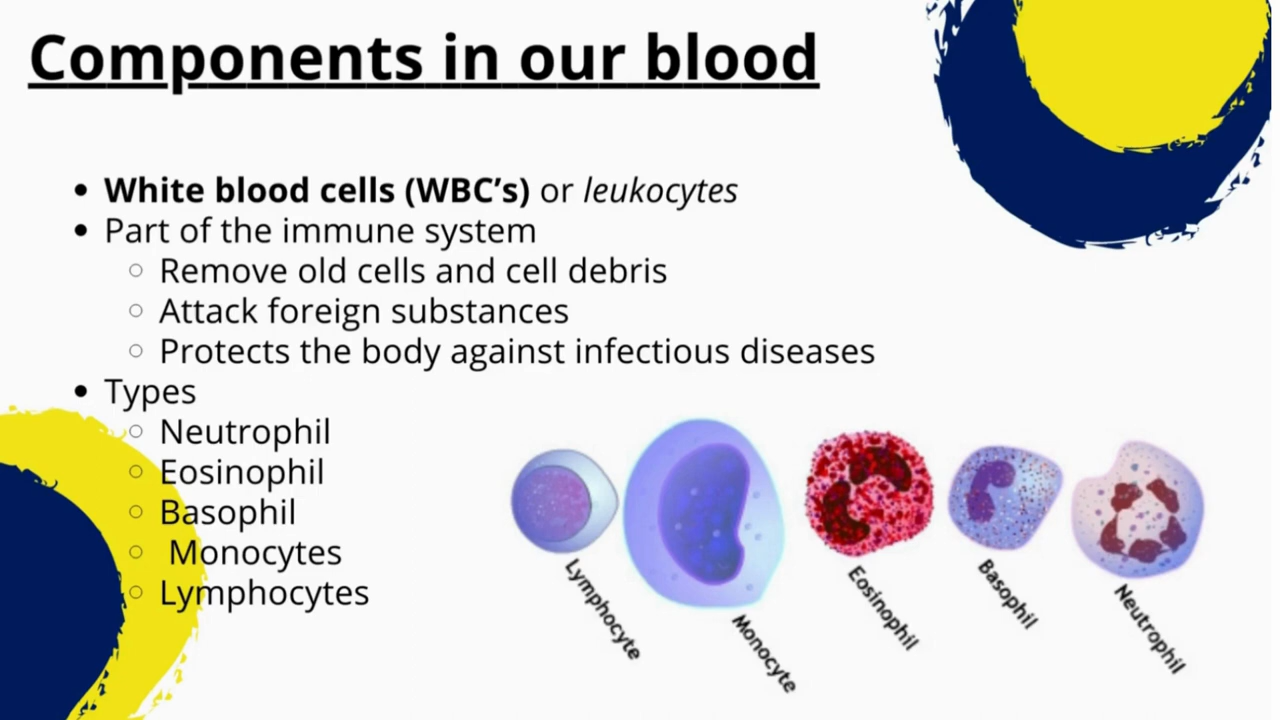 Components in our blood
White blood cells (WBC’s) or leukocytes
Part of the immune system
Remove old cells and cell debris
Attack foreign substances
Protects the body against infectious diseases
Types
Neutrophil
Eosinophil
Basophil
Monocytes
Lymphocytes
Lymphocyte
Monocyte
Eosinophil
Basophil
Neutrophil